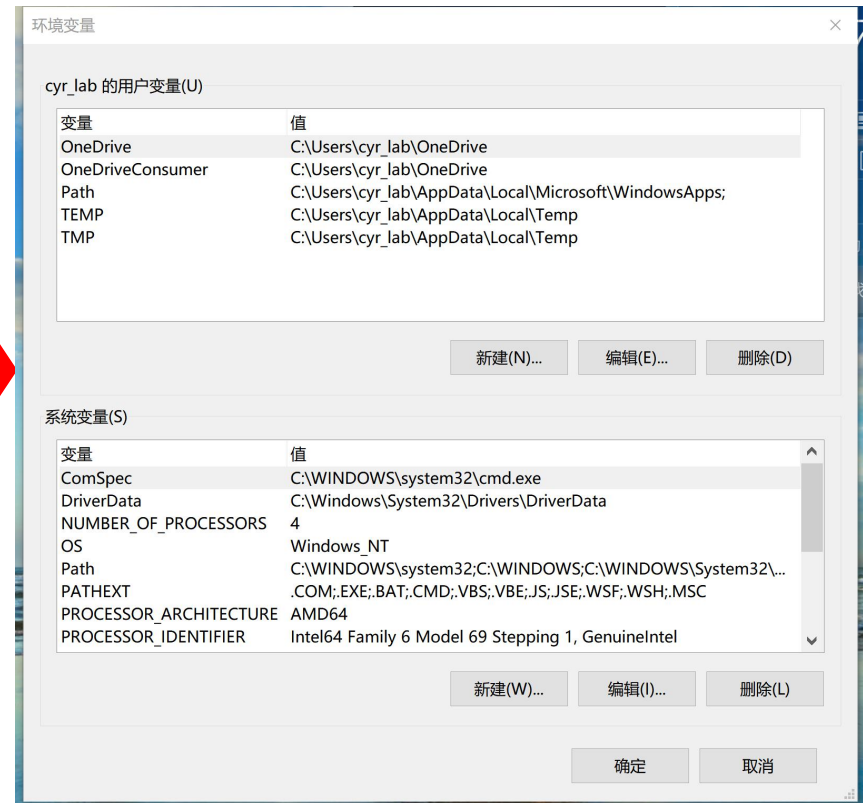 环境变量
cyr_lab 的用户变量(U)
变量 值
OneDrive C:\Users\cyr_lab\OneDrive
OneDriveConsumer C:\Users\cyr_lab\OneDrive
Path C:\Users\cyr_lab\AppData\Local\Microsoft\WindowsApps;
TEMP C:\Users\cyr_lab\AppData\Local\Temp
TMP C:\Users\cyr_lab\AppData\Local\Temp
新建(N)... 编辑(E)... 删除(D)
系统变量(S)
变量 值
ComSpec C:\WINDOWS\system32\cmd.exe
DriverData C:\Windows\System32\Drivers\DriverData
NUMBER_OF_PROCESSORS 4
OS Windows_NT
Path C:\WINDOWS\system32;C:\WINDOWS;C:\WINDOWS\System32\...
PATHEXT .COM;.EXE;.BAT;.CMD;.VBS;.VBE;.JS;.JSE;.WSF;.WSH;.MSC
PROCESSOR_ARCHITECTURE AMD64
PROCESSOR_IDENTIFIER Intel64 Family 6 Model 69 Stepping 1, GenuineIntel
新建(W)... 编辑(I)... 删除(L)
确定 取消